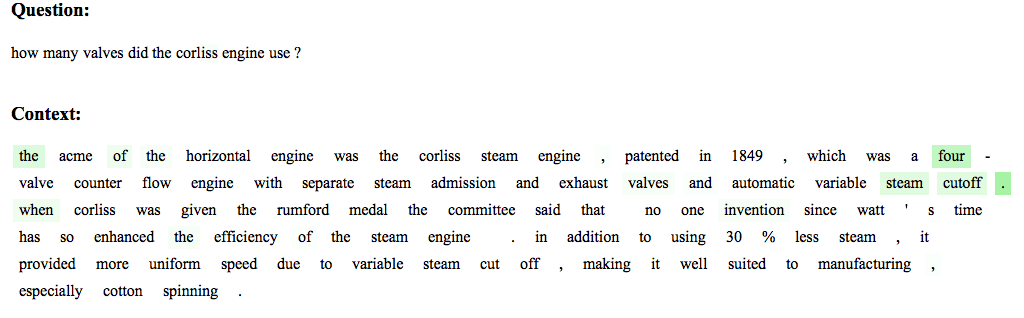 Question:
how many valves did the corliss engine use ?
Context:
the acme of the horizontal engine was the corliss steam engine , patented in 1849 , which was a four -
valve counter flow engine with separate steam admission and exhaust valves and automatic variable steam cutoff .
when corliss was given the rumford medal the committee said that no one invention since watt ' s time
has so enhanced the efficiency of the steam engine . in addition to using 30 % less steam , it
provided more uniform speed due to variable steam cut off , making it well suited to manufacturing ,
especially cotton spinning .